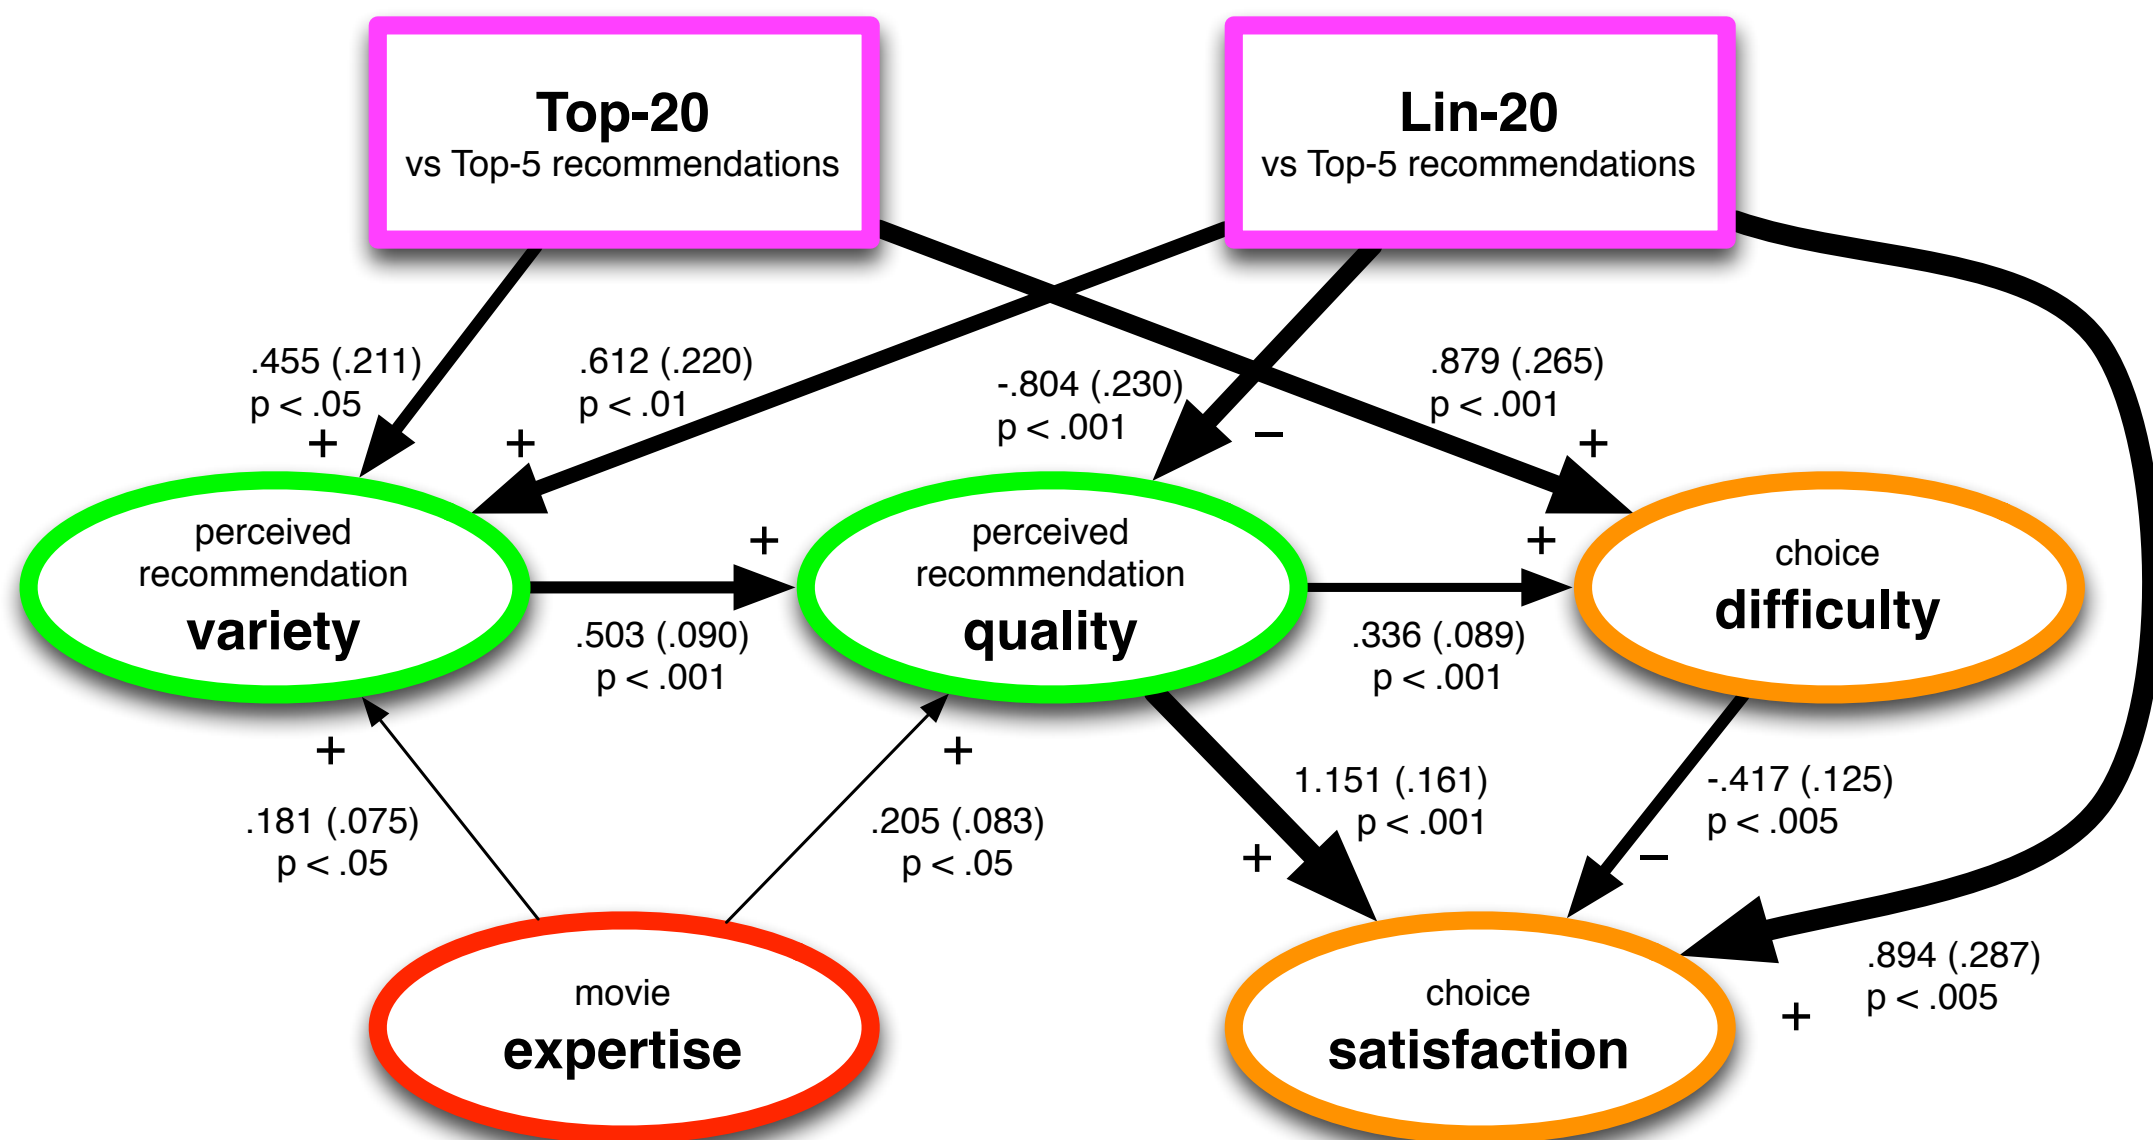 Top-20
vs Top-5 recommendations
Lin-20
vs Top-5 recommendations
.455 (.211)
p < .05
+
.612 (.220)
p < .01
+
-.804 (.230)
p < .001
–
.879 (.265)
p < .001
+
perceived
recommendation
variety
+
.503 (.090)
p < .001
perceived
recommendation
quality
+
.336 (.089)
p < .001
choice
difficulty
+
.181 (.075)
p < .05
+
.205 (.083)
p < .05
1.151 (.161)
p < .001
+
-.417 (.125)
p < .005
–
.894 (.287)
p < .005
+
movie
expertise
choice
satisfaction